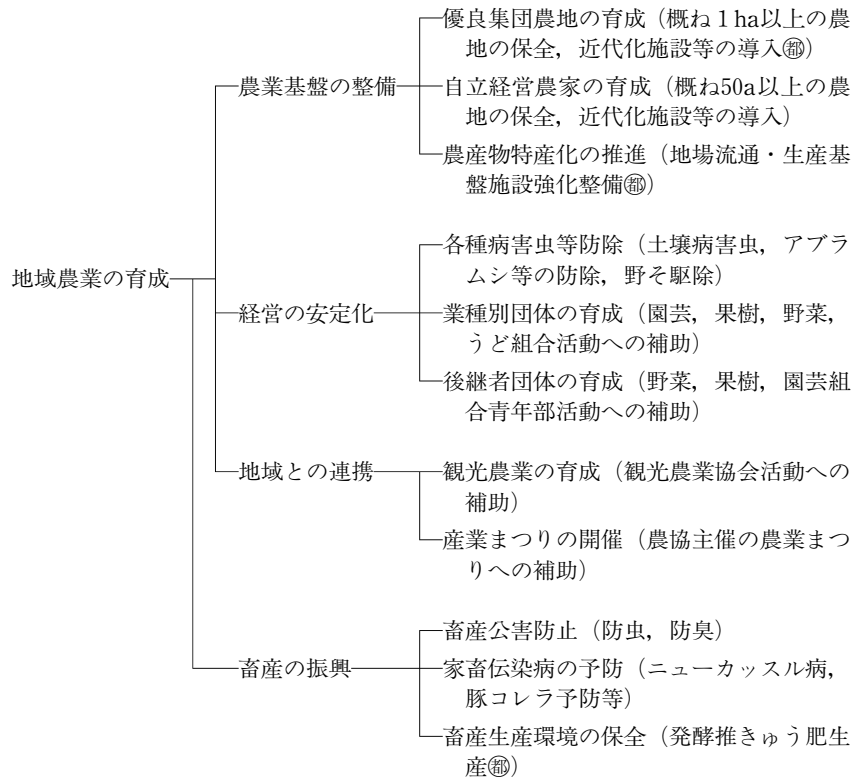 優良集団農地の育成（概ね１ha以上の農
地の保全，近代化施設等の導入㊞都）
農業基盤の整備
自立経営農家の育成（概ね50a以上の農
地の保全，近代化施設等の導入）
農産物特産化の推進（地場流通・生産基
盤施設強化整備都）
各種病害虫等防除（土壌病害虫，アブラ
ムシ等の防除，野そ駆除）
地域農業の育成
経営の安定化
業種別団体の育成（園芸，果樹，野菜，
うど組合活動への補助）
後継者団体の育成（野菜，果樹，園芸組
合青年部活動への補助）
地域との連携
観光農業の育成（観光農業協会活動への
補助）
産業まつりの開催（農協主催の農業まつ
りへの補助）
畜産公害防止（防虫，防臭）
畜産の振興
家畜伝染病の予防（ニューカッスル病，
豚コレラ予防等）
畜産生産環境の保全（発酵推きゅう肥生
産都）